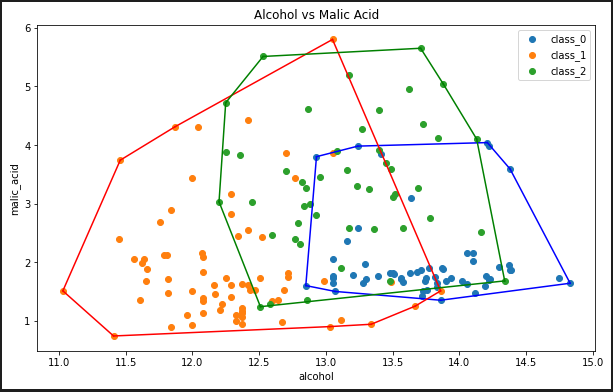 Alcohol vs Malic Acid
class_0
class_1
class_2
6
5
4
3
2
1
malic_acid
11.0 11.5 12.0 12.5 13.0 13.5 14.0 14.5 15.0
alcohol